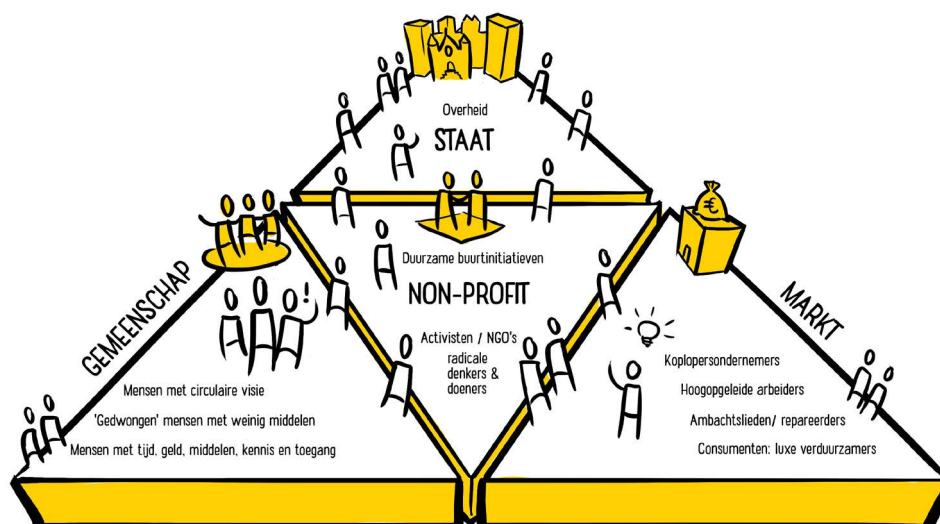 Overheid
STAAT
Duurzame buurtinitiatieven
NON-PROFIT
Activisten / NGO's
radicale
denkers &
doeners
GEMEENSCHAP
!
Mensen met circulaire visie
'Gedwongen' mensen met weinig middelen
Mensen met tijd, geld, middelen, kennis en toegang
€
MARKT
Koplopersondernemers
Hoogopgeleide arbeiders
Ambachtslieden/ repareerders
Consumenten: luxe verduurzamers